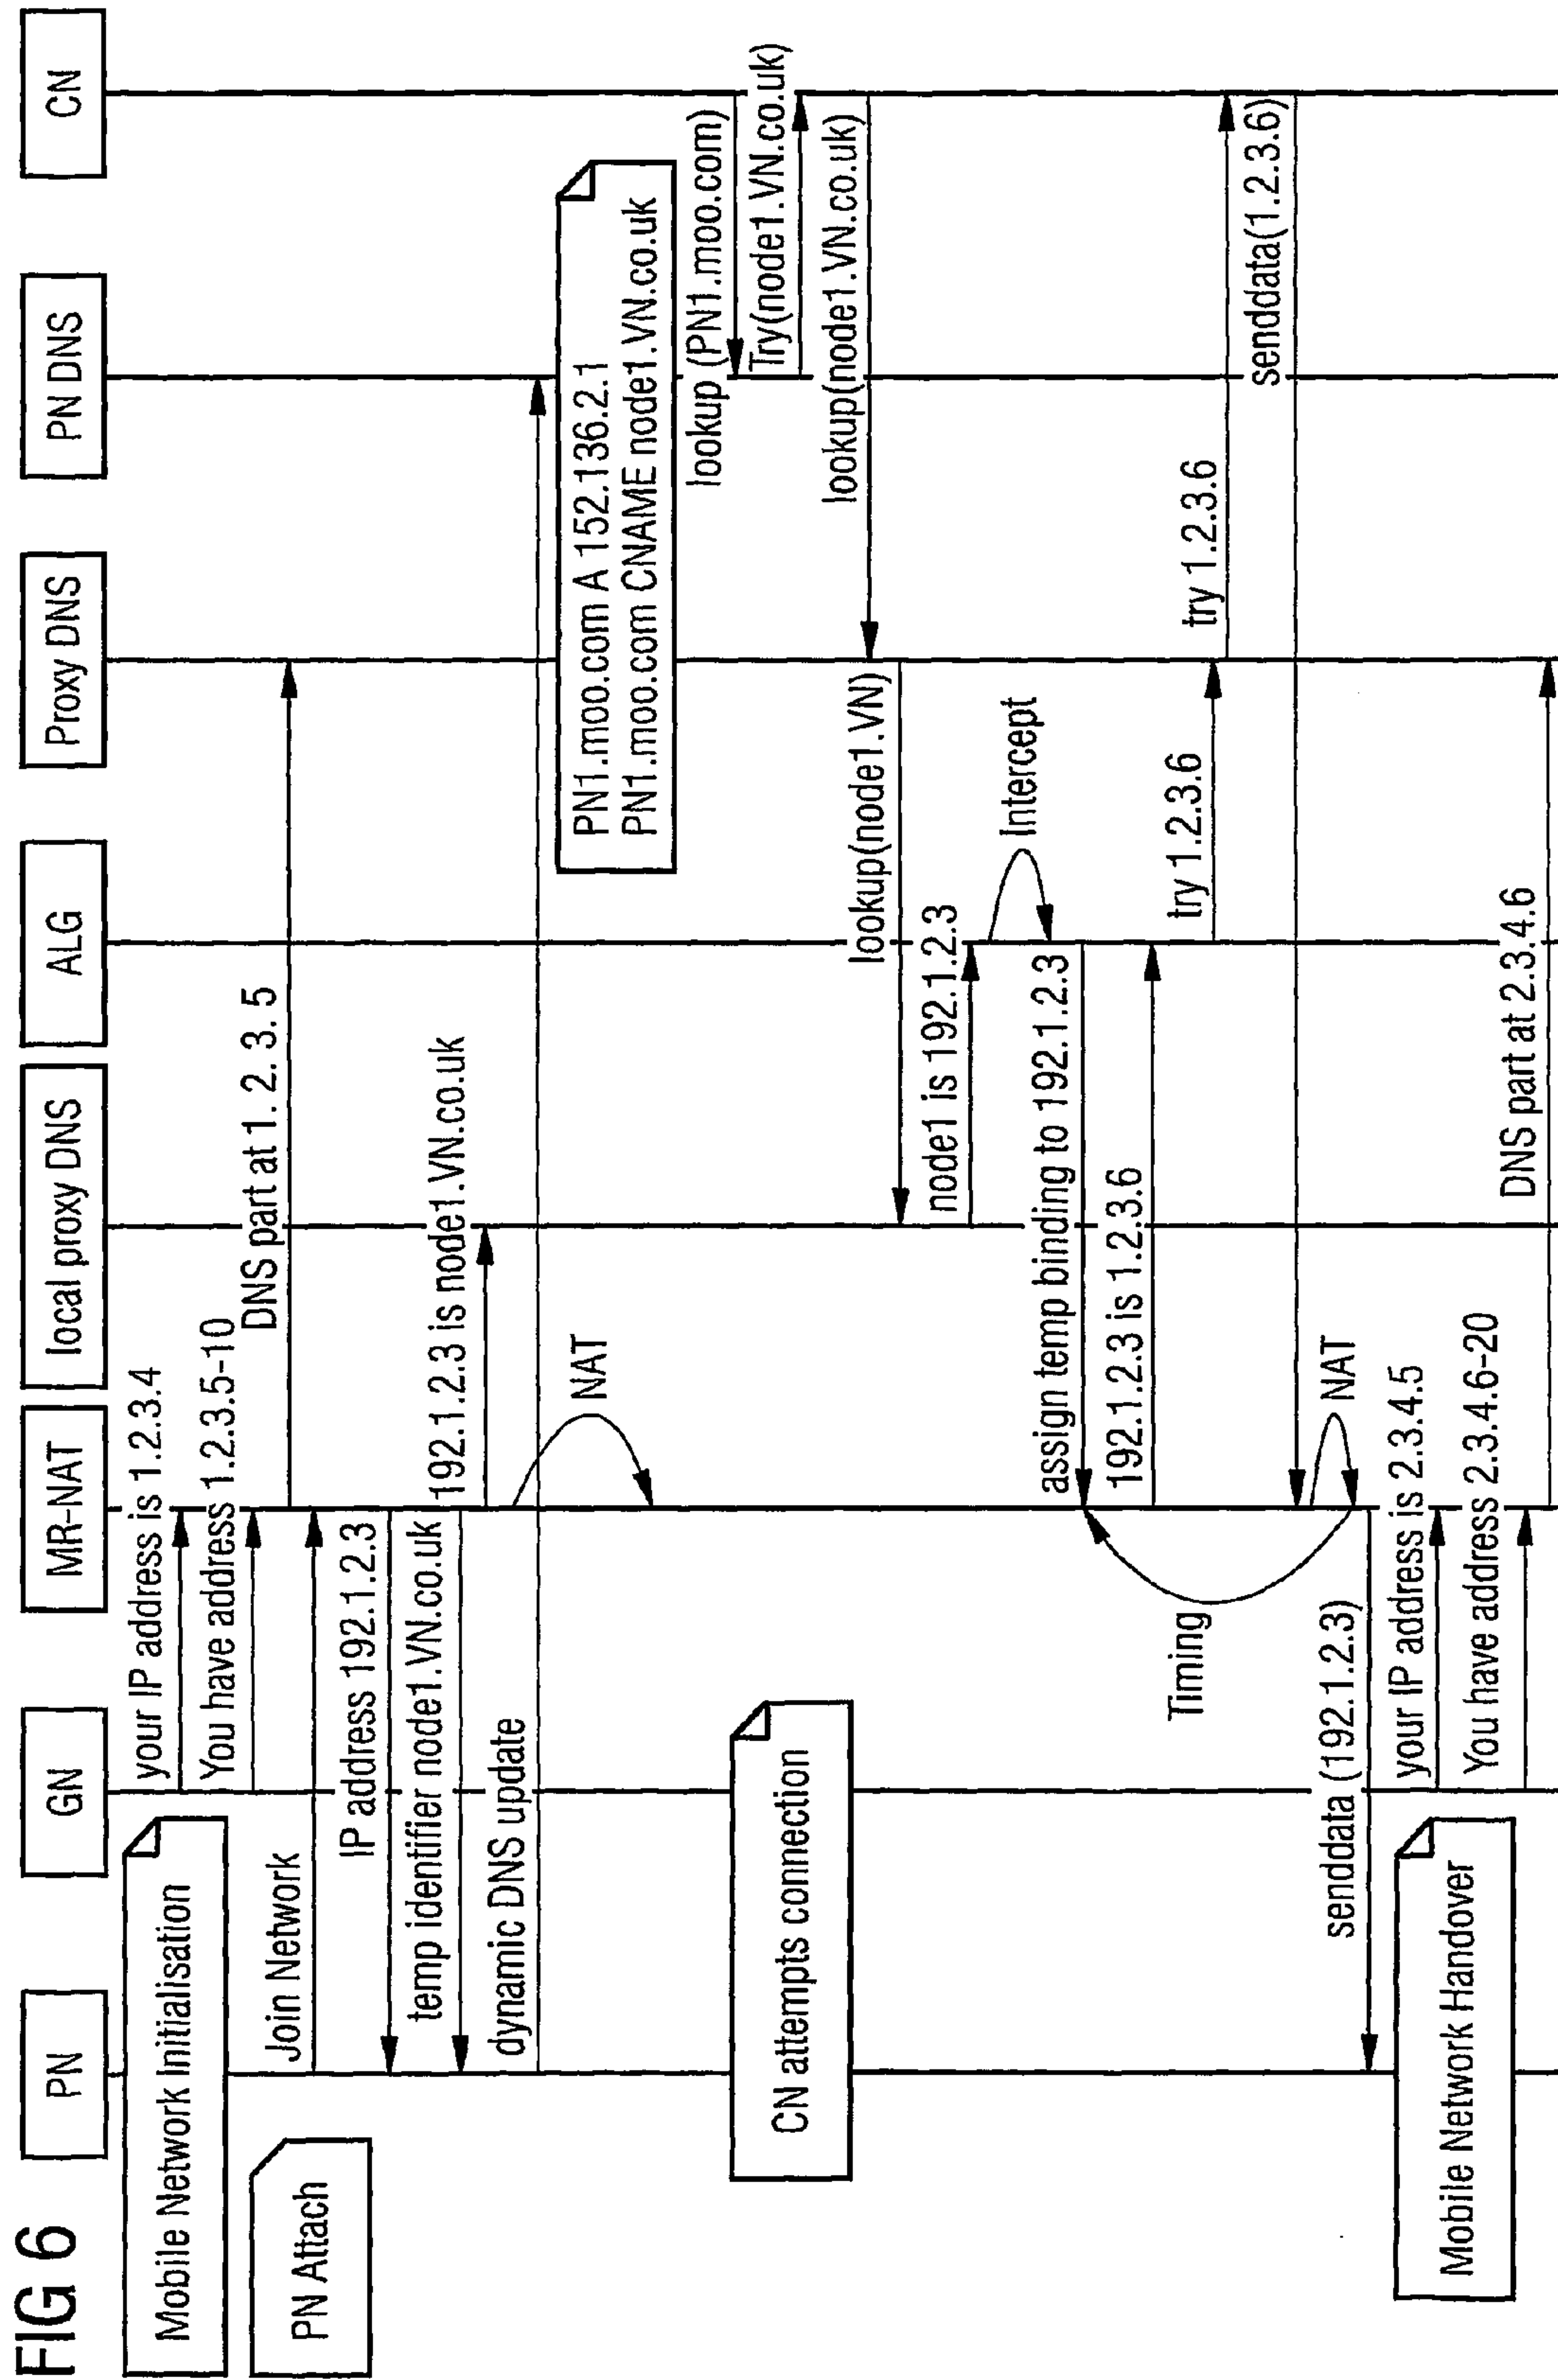 FIG 6
PN
GN
MR-NAT
local proxy DNS
ALG
Proxy DNS
PN DNS
CN
Mobile Network Initialisation
your IP address is 1.2.3.4
You have address 1.2.3.5-10
DNS part at 1. 2. 3. 5
PN Attach
Join Network
IP address 192.1.2.3
temp identifier node1.VN.co.uk
192.1.2.3 is node1.VN.co.uk
dynamic DNS update
NAT
PN1.moo.com A 152.136.2.1
PN1.moo.com CNAME node1.VN.co.uk
CN attempts connection
lookup (PN1.moo.com)
Try(node1.VN.co.uk)
lookup(node1.VN.co.uk)
lookup(node1.VN)
node1 is 192.1.2.3
Intercept
assign temp binding to 192.1.2.3
192.1.2.3 is 1.2.3.6
try 1.2.3.6
try 1.2.3.6
senddata(1.2.3.6)
Timing
NAT
senddata (192.1.2.3)
Mobile Network Handover
your IP address is 2.3.4.5
You have address 2.3.4.6-20
DNS part at 2.3.4.6